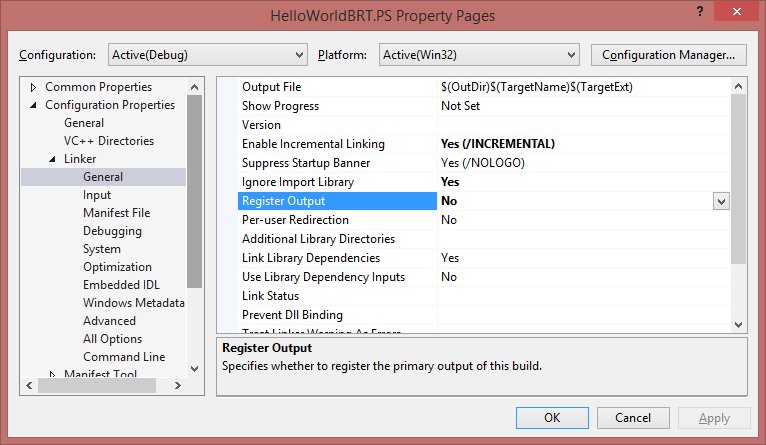 HelloWorldBRT.PS Property Pages
? ×
Configuration: Active(Debug) Platform: Active(Win32) Configuration Manager...
Common Properties
Configuration Properties
General
VC++ Directories
Linker
General
Input
Manifest File
Debugging
System
Optimization
Embedded IDL
Windows Metadata
Advanced
All Options
Command Line
Manifest Tool
Output File $(OutDir)$(TargetName)$(TargetExt)
Show Progress Not Set
Version
Enable Incremental Linking Yes (/INCREMENTAL)
Suppress Startup Banner Yes (/NOLOGO)
Ignore Import Library Yes
Register Output No
Per-user Redirection No
Additional Library Directories
Link Library Dependencies Yes
Use Library Dependency Inputs No
Link Status
Prevent Dll Binding
Treat Linker Warning As Errors
Register Output
Specifies whether to register the primary output of this build.
OK Cancel Apply